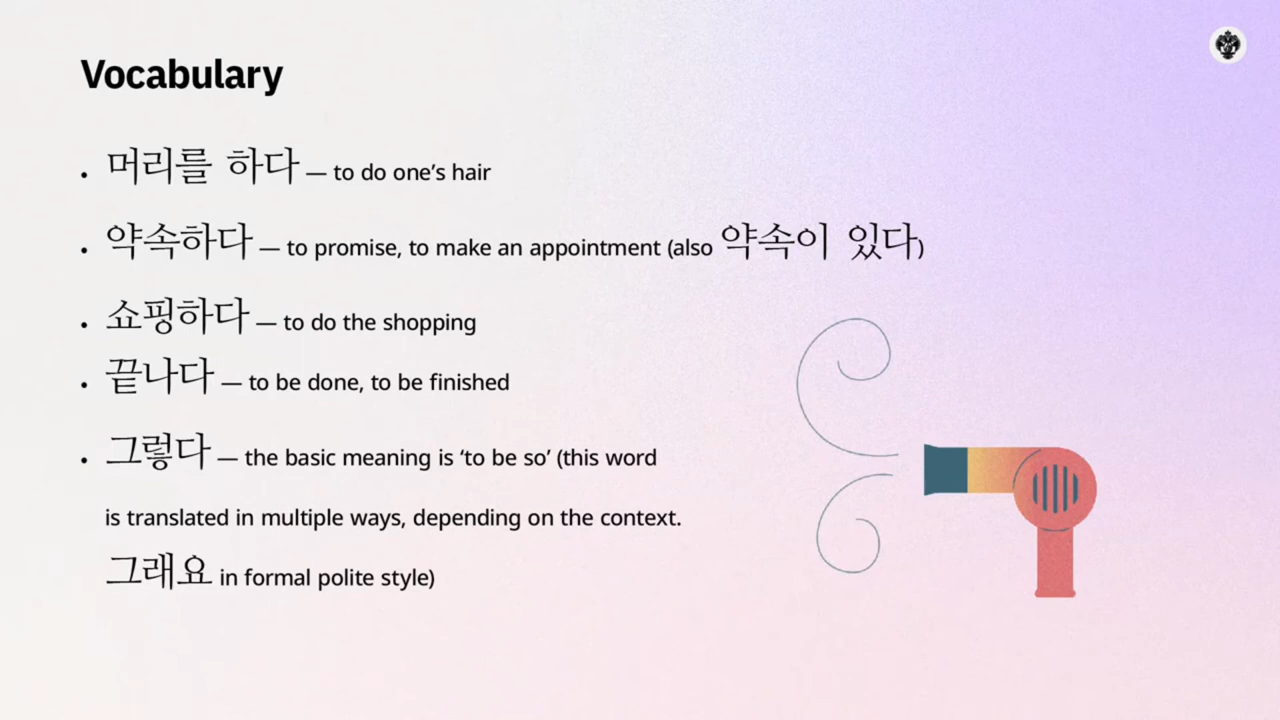 Vocabulary
• 머리를 하다 — to do one’s hair
• 약속하다 — to promise, to make an appointment (also 약속이 있다)
• 쇼핑하다 — to do the shopping
• 끝나다 — to be done, to be finished
• 그렇다 — the basic meaning is ‘to be so’ (this word
is translated in multiple ways, depending on the context.
그래요 in formal polite style)